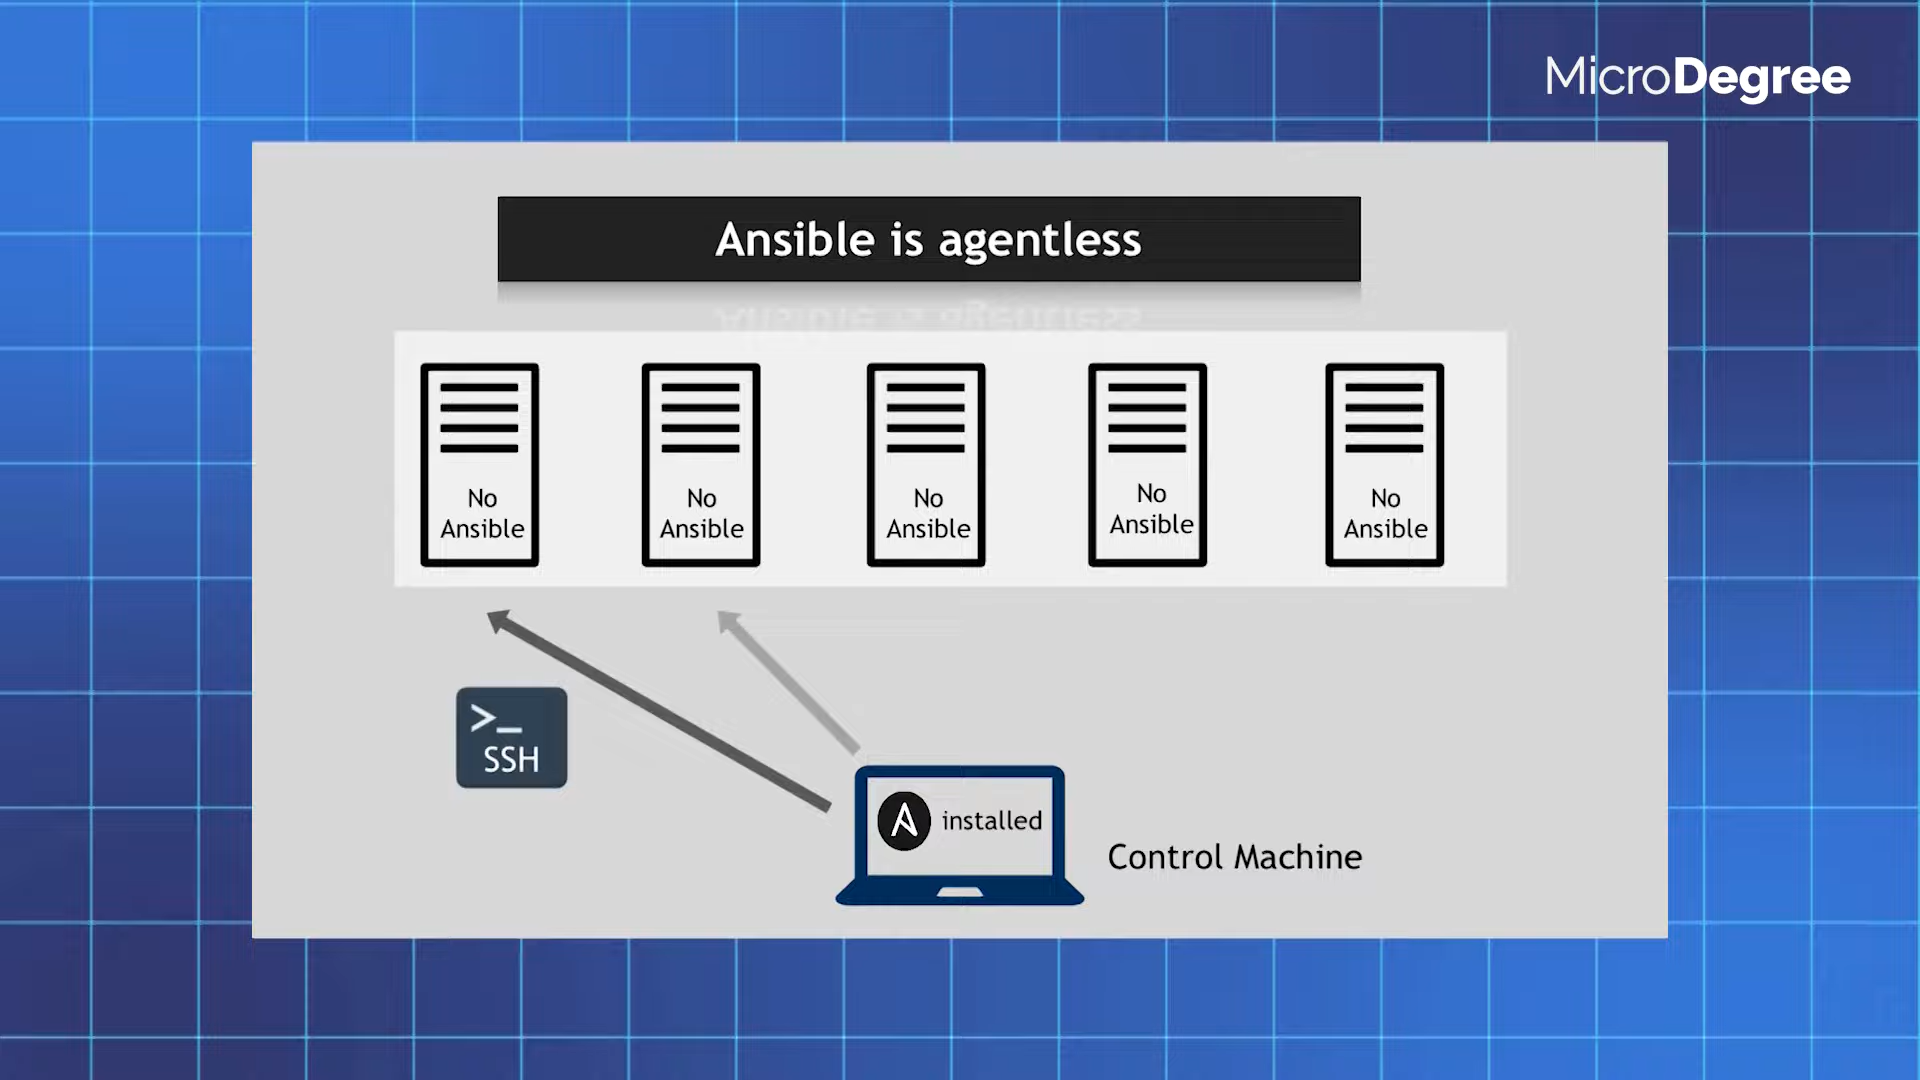 MicroDegree
Ansible is agentless
No
Ansible
No
Ansible
No
Ansible
No
Ansible
No
Ansible
>_
SSH
installed
Control Machine